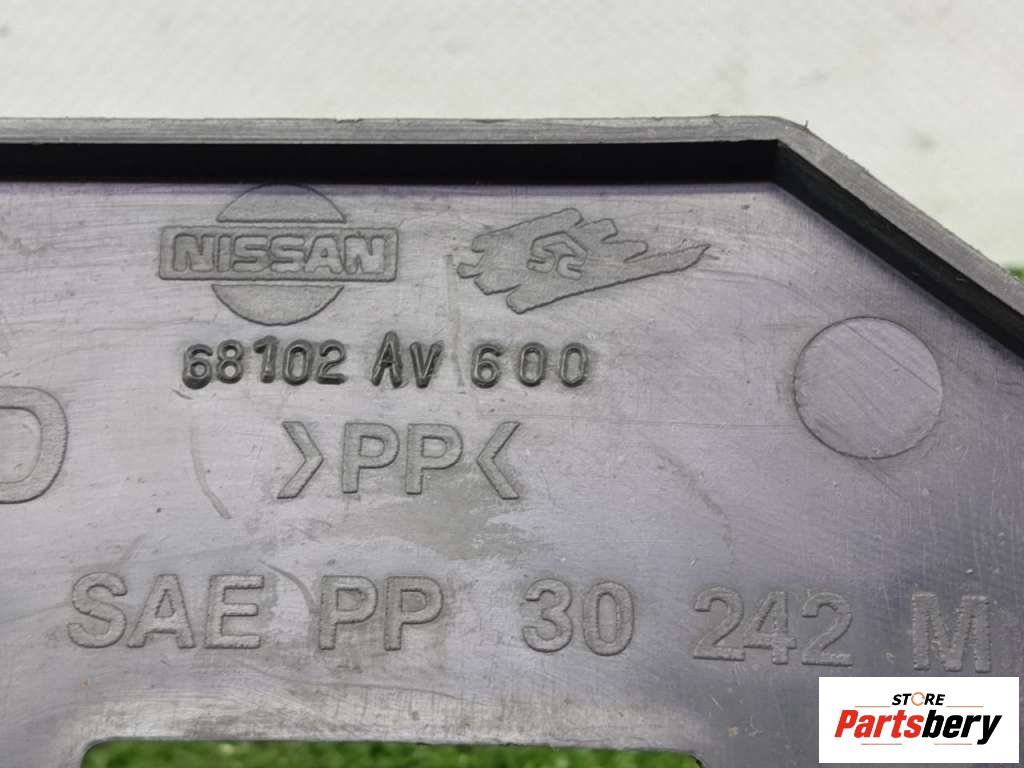 NISSAN
68102 AV 600
>PP<
SAE PP 30 242 M
STORE
Partsbery